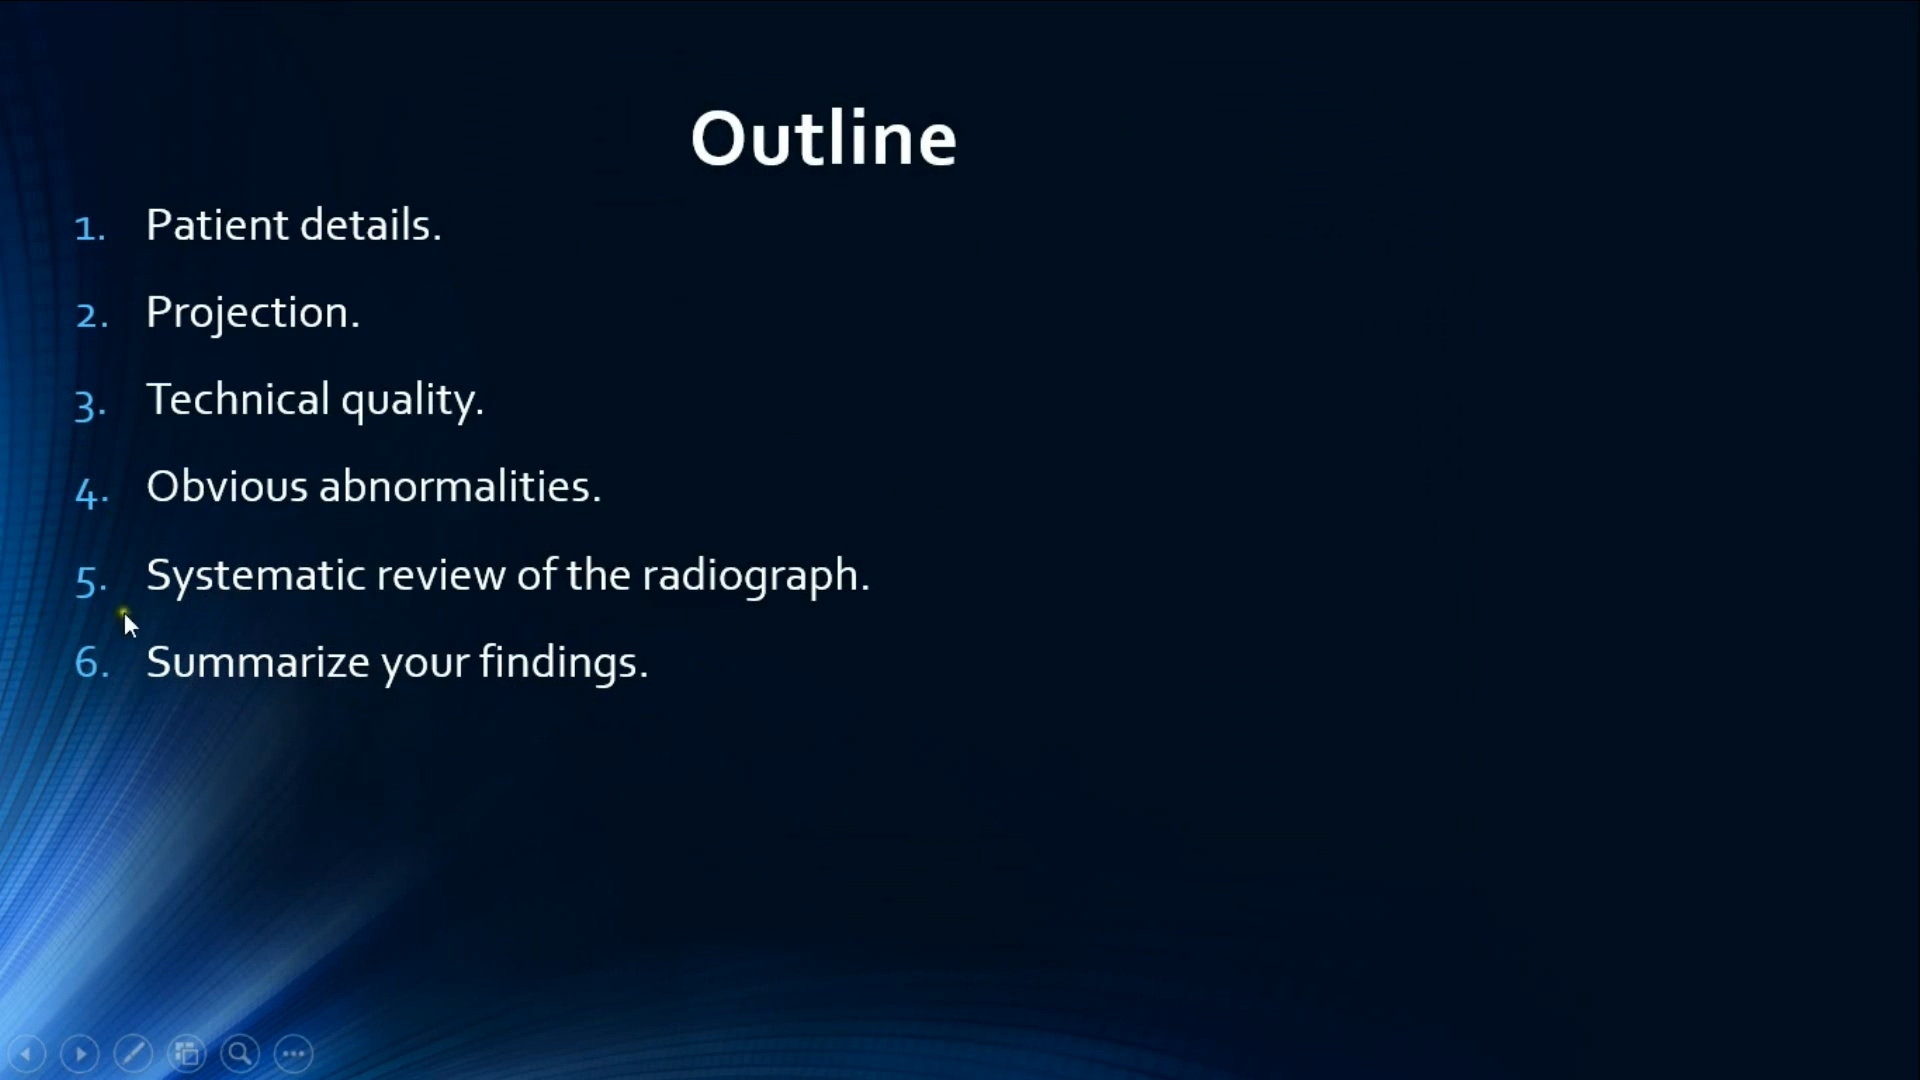 Outline
1. Patient details.
2. Projection.
3. Technical quality.
4. Obvious abnormalities.
5. Systematic review of the radiograph.
6. Summarize your findings.